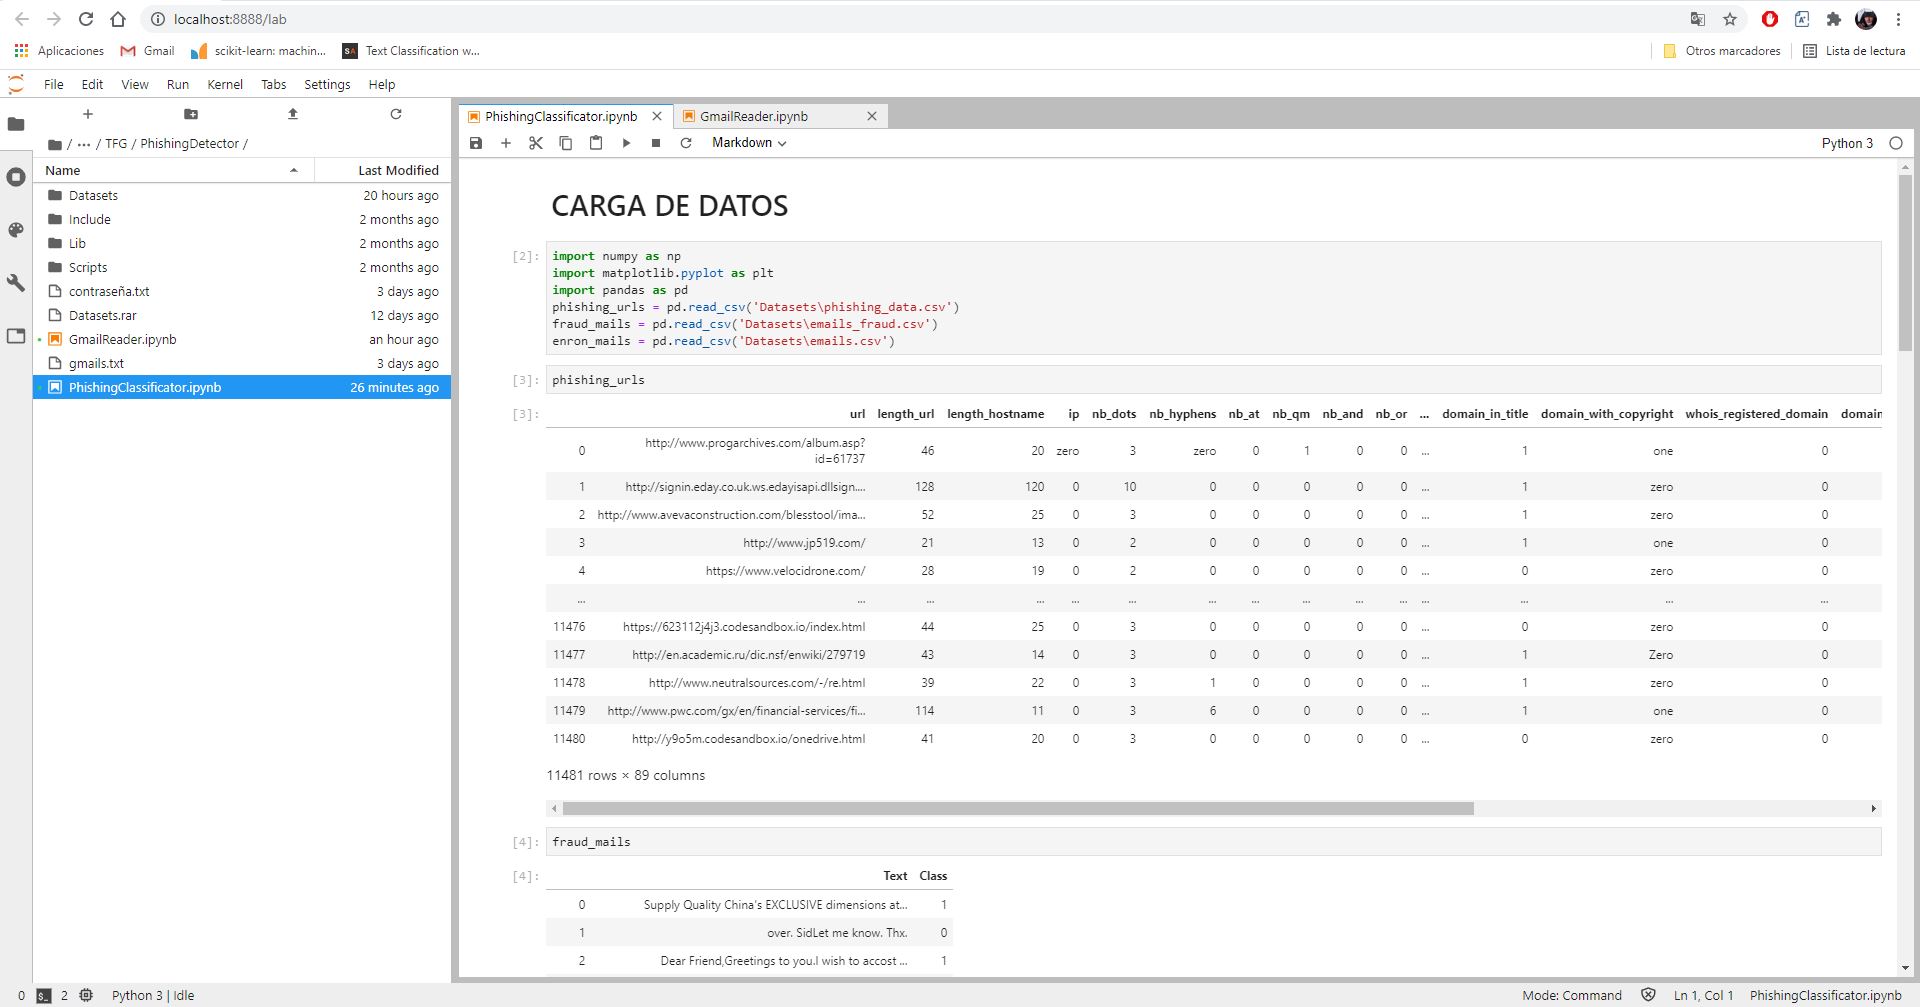 localhost:8888/lab
Aplicaciones Gmail scikit-learn: machin... SA Text Classification w... Otros marcadores Lista de lectura
File Edit View Run Kernel Tabs Settings Help
PhishingClassificator.ipynb GmailReader.ipynb
/ ··· / TFG / PhishingDetector /
Markdown Python 3
Name Last Modified
Datasets 20 hours ago
Include 2 months ago
Lib 2 months ago
Scripts 2 months ago
contraseña.txt 3 days ago
Datasets.rar 12 days ago
GmailReader.ipynb an hour ago
gmails.txt 3 days ago
PhishingClassificator.ipynb 26 minutes ago
CARGA DE DATOS
[2]: import numpy as np
import matplotlib.pyplot as plt
import pandas as pd
phishing_urls = pd.read_csv('Datasets\phishing_data.csv')
fraud_mails = pd.read_csv('Datasets\emails_fraud.csv')
enron_mails = pd.read_csv('Datasets\emails.csv')
[3]: phishing_urls
[3]: url length_url length_hostname ip nb_dots nb_hyphens nb_at nb_qm nb_and nb_or ... domain_in_title domain_with_copyright whois_registered_domain domain
0 http://www.progarchives.com/album.asp? 46 20 zero 3 zero 0 1 0 0 ... 1 one 0
id=61737
1 http://signin.eday.co.uk.ws.edayisapi.dllsign.... 128 120 0 10 0 0 0 0 0 ... 1 zero 0
2 http://www.avevaconstruction.com/blesstool/ima... 52 25 0 3 0 0 0 0 0 ... 1 zero 0
3 http://www.jp519.com/ 21 13 0 2 0 0 0 0 0 ... 1 one 0
4 https://www.velocidrone.com/ 28 19 0 2 0 0 0 0 0 ... 0 zero 0
... ... ... ... ... ... ... ... ... ... ... ... ... ... ...
11476 https://623112j4j3.codesandbox.io/index.html 44 25 0 3 0 0 0 0 0 ... 0 zero 0
11477 http://en.academic.ru/dic.nsf/enwiki/279719 43 14 0 3 0 0 0 0 0 ... 1 Zero 0
11478 http://www.neutralsources.com/-/re.html 39 22 0 3 1 0 0 0 0 ... 1 zero 0
11479 http://www.pwc.com/gx/en/financial-services/fi... 114 11 0 3 6 0 0 0 0 ... 1 one 0
11480 http://y9o5m.codesandbox.io/onedrive.html 41 20 0 3 0 0 0 0 0 ... 0 zero 0
11481 rows × 89 columns
[4]: fraud_mails
[4]: Text Class
0 Supply Quality China's EXCLUSIVE dimensions at... 1
1 over. SidLet me know. Thx. 0
2 Dear Friend,Greetings to you.I wish to accost ... 1
0 2 Python 3 | Idle Mode: Command Ln 1, Col 1 PhishingClassificator.ipynb